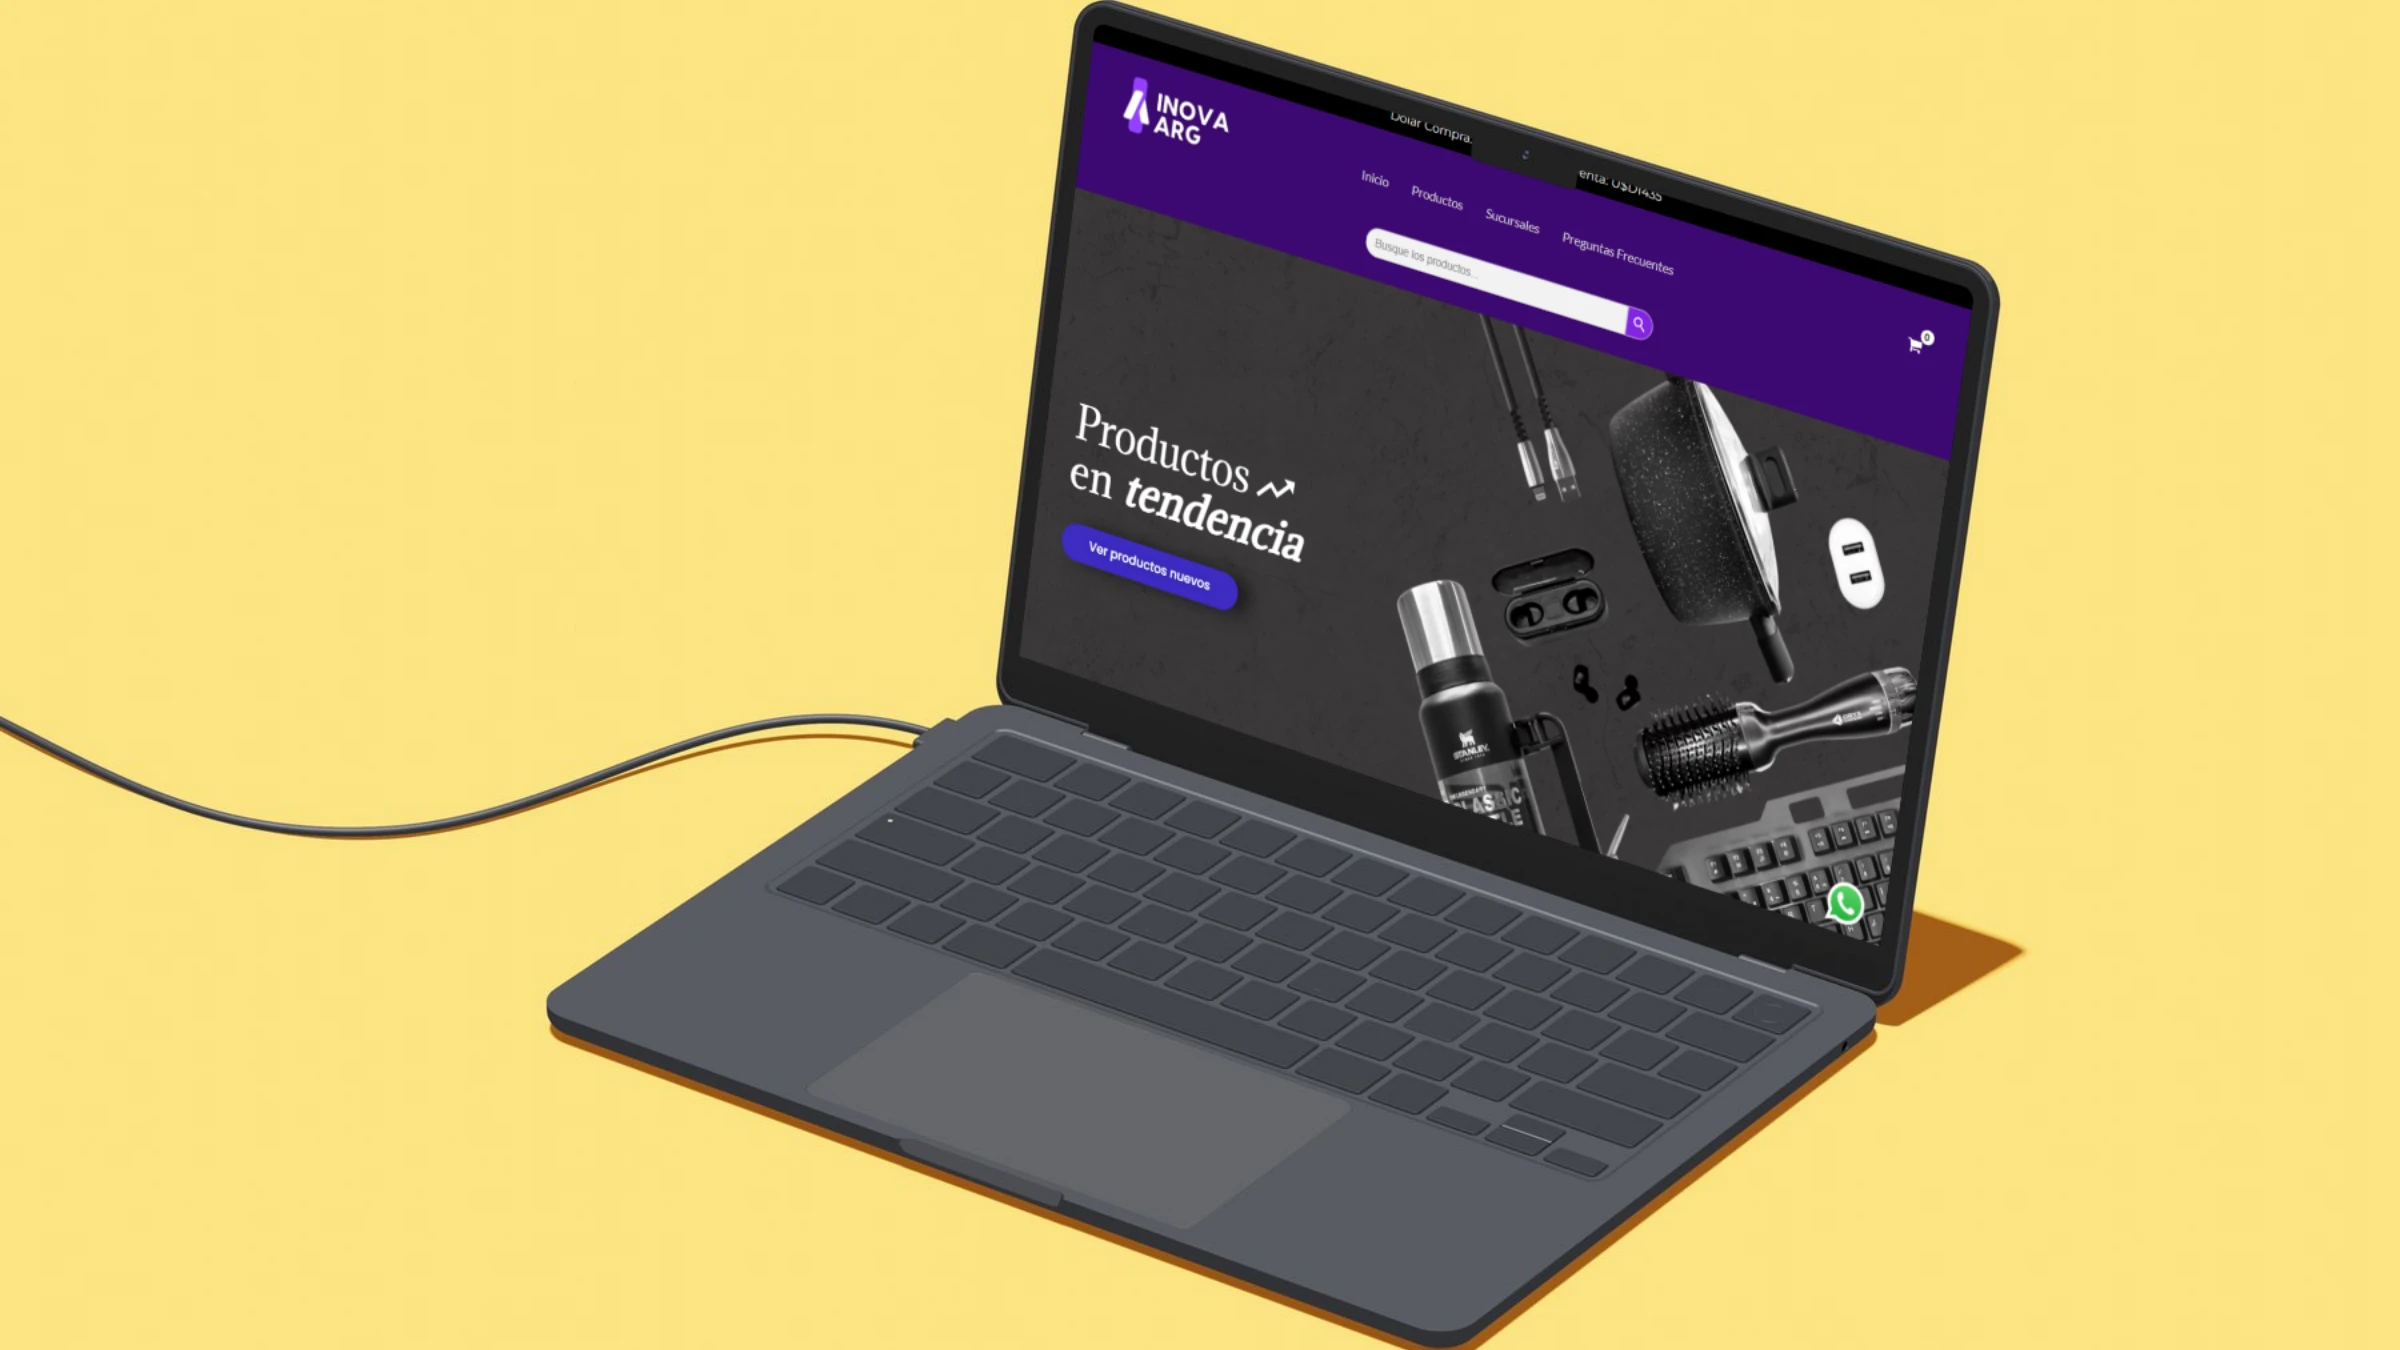 Dolar Compra:
enta: U$D1435
INOVA
ARG
Inicio
Productos
Sucursales
Preguntas Frecuentes
Busque los productos...
0
Productos
en tendencia
Ver productos nuevos
STANLEY
CLASSIC